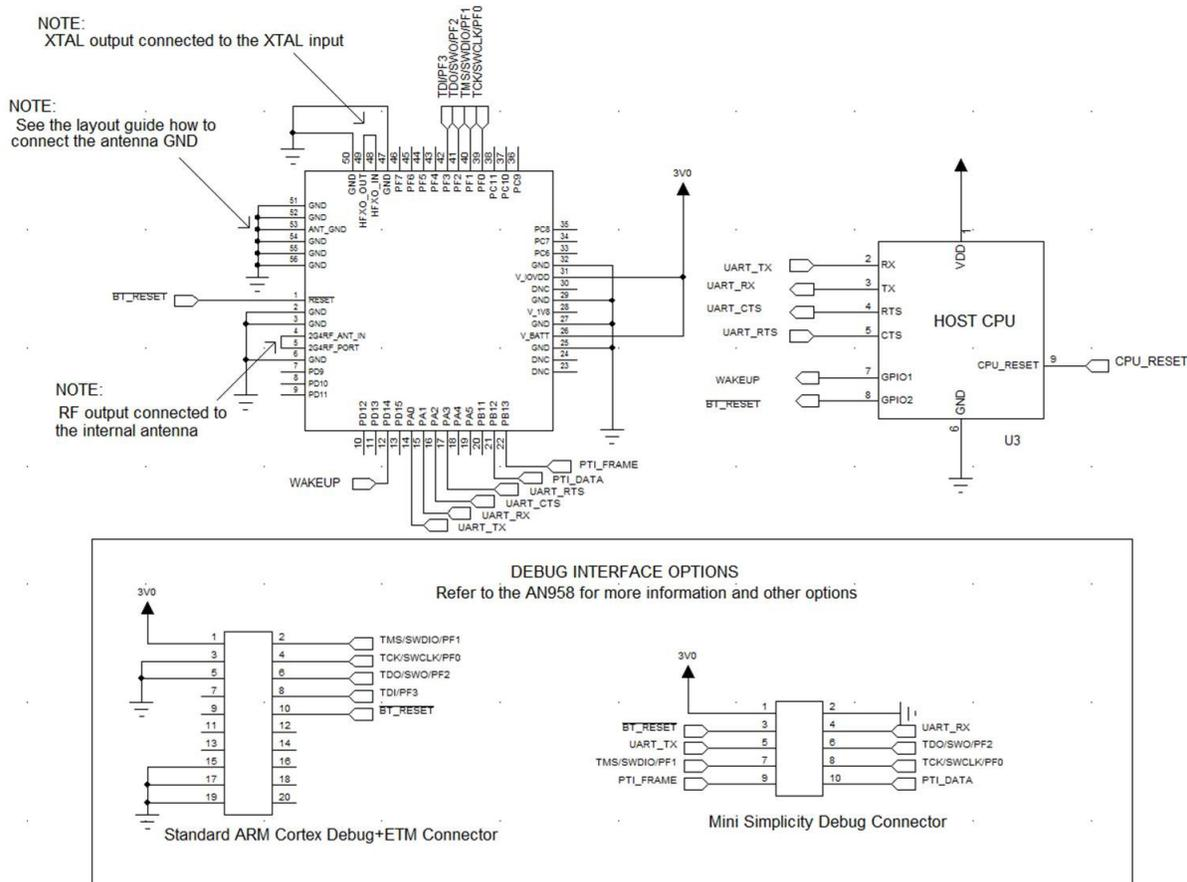 NOTE:
XTAL output connected to the XTAL input
NOTE:
See the layout guide how to
connect the antenna GND
TDI/PF3
TDO/SWO/PF2
TMS/SWDIO/PF1
TCK/SWCLK/PF0
50 49 48 47 46 45 44 43 42 41 40 39 38 37 36
GND
HFXO_OUT
HFXO_IN
GND
PF7
PF6
PF5
PF4
PF3
PF2
PF1
PF0
PC11
PC10
PC9
51 GND
52 GND
53 ANT_GND
54 GND
55 GND
56 GND
BT_RESET
1 RESET
2 GND
3 GND
4 2G4RF_ANT_IN
5 2G4RF_PORT
6 GND
7 PD9
8 PD10
9 PD11
NOTE:
RF output connected to
the internal antenna
3V0
PC8 35
PC7 34
PC6 33
GND 32
V_IOVDD 31
DNC 30
GND 29
V_1V8 28
GND 27
V_BATT 26
GND 25
DNC 24
DNC 23
PD12
PD13
PD14
PD15
PA0
PA1
PA2
PA3
PA4
PA5
PB11
PB12
PB13
10 11 12 13 14 15 16 17 18 19 20 21 22
WAKEUP
PTI_FRAME
PTI_DATA
UART_RTS
UART_CTS
UART_RX
UART_TX
1
VDD
UART_TX 2 RX
UART_RX 3 TX
UART_CTS 4 RTS
UART_RTS 5 CTS
HOST CPU
CPU_RESET 9 CPU_RESET
WAKEUP 7 GPIO1
BT_RESET 8 GPIO2
GND
6
U3
DEBUG INTERFACE OPTIONS
Refer to the AN958 for more information and other options
3V0
1 2 TMS/SWDIO/PF1
3 4 TCK/SWCLK/PF0
5 6 TDO/SWO/PF2
7 8 TDI/PF3
9 10 BT_RESET
11 12
13 14
15 16
17 18
19 20
Standard ARM Cortex Debug+ETM Connector
3V0
1 2
BT_RESET 3 4 UART_RX
UART_TX 5 6 TDO/SWO/PF2
TMS/SWDIO/PF1 7 8 TCK/SWCLK/PF0
PTI_FRAME 9 10 PTI_DATA
Mini Simplicity Debug Connector